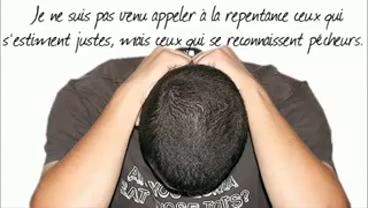 Je ne suis pas venu appeler à la repentance ceux qui
s'estiment justes, mais ceux qui se reconnaissent pécheurs.